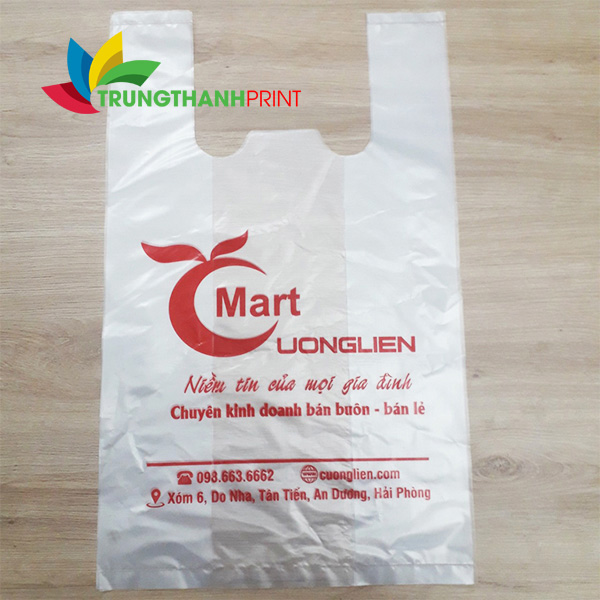 TRUNGTHANHPRINT
Mart
CUONGLIEN
Niềm tin của mọi gia đình
Chuyên kinh doanh bán buôn - bán lẻ
093.663.6662 cuonglien.com
Xóm 6, Do Nha, Tân Tiến, An Dương, Hải Phòng